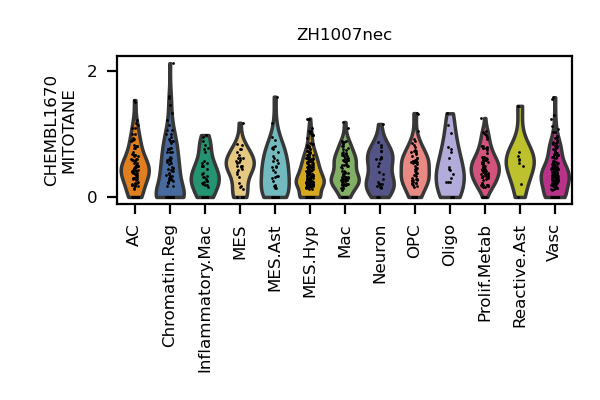 ZH1007nec
CHEMBL1670
MITOTANE
2
0
AC
Chromatin.Reg
Inflammatory.Mac
MES
MES.Ast
MES.Hyp
Mac
Neuron
OPC
Oligo
Prolif.Metab
Reactive.Ast
Vasc